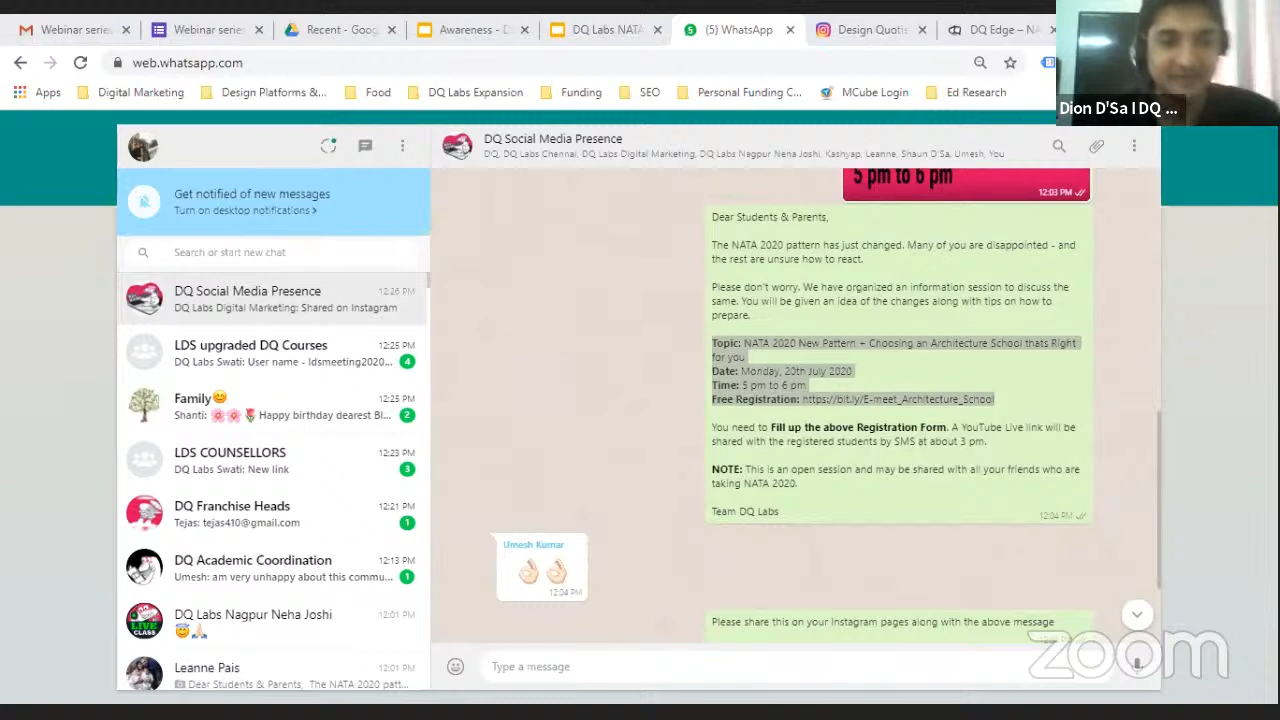 Webinar serie
Webinar serie
Recent - Goog
Awareness - D
DQ Labs NATA
(5) WhatsApp
Design Quoti
DQ Edge – NA
web.whatsapp.com
Apps
Digital Marketing
Design Platforms &...
Food
DQ Labs Expansion
Funding
SEO
Personal Funding C...
MCube Login
Ed Research
Dion D'Sa I DQ ...
DQ Social Media Presence
DQ, DQ Labs Chennai, DQ Labs Digital Marketing, DQ Labs Nagpur Nena Joshi, Kashyap, Leanne, Shaun D'Sa, Umesh, You
Get notified of new messages
Turn on desktop notifications >
Search or start new chat
DQ Social Media Presence
12:26 PM
DQ Labs Digital Marketing: Shared on Instagram
LDS upgraded DQ Courses
12:25 PM
DQ Labs Swati: User name - ldsmeeting2020...
4
Family😊
12:25 PM
Shanti: 🌸🌸🌷Happy birthday dearest Bl...
2
LDS COUNSELLORS
12:23 PM
DQ Labs Swati: New link
3
DQ Franchise Heads
12:21 PM
Tejas: tejas410@gmail.com
1
DQ Academic Coordination
12:13 PM
Umesh: am very unhappy about this commu...
1
LIVE
CLASS
DQ Labs Nagpur Neha Joshi
12:01 PM
😇🙏🏻
Leanne Pais
12:01 PM
Dear Students & Parents, The NATA 2020 patt...
5 pm to 6 pm
12:03 PM
Dear Students & Parents,
The NATA 2020 pattern has just changed. Many of you are disappointed - and
the rest are unsure how to react.
Please don't worry. We have organized an information session to discuss the
same. You will be given an idea of the changes along with tips on how to
prepare.
Topic: NATA 2020 New Pattern + Choosing an Architecture School thats Right
for you
Date: Monday, 20th July 2020
Time: 5 pm to 6 pm
Free Registration: https://bit.ly/E-meet_Architecture_School
You need to Fill up the above Registration Form. A YouTube Live link will be
shared with the registered students by SMS at about 3 pm.
NOTE: This is an open session and may be shared with all your friends who are
taking NATA 2020.
Team DQ Labs
12:04 PM
Umesh Kumar
👌🏻👌🏻
12:04 PM
Please share this on your Instagram pages along with the above message
Type a message
zoom